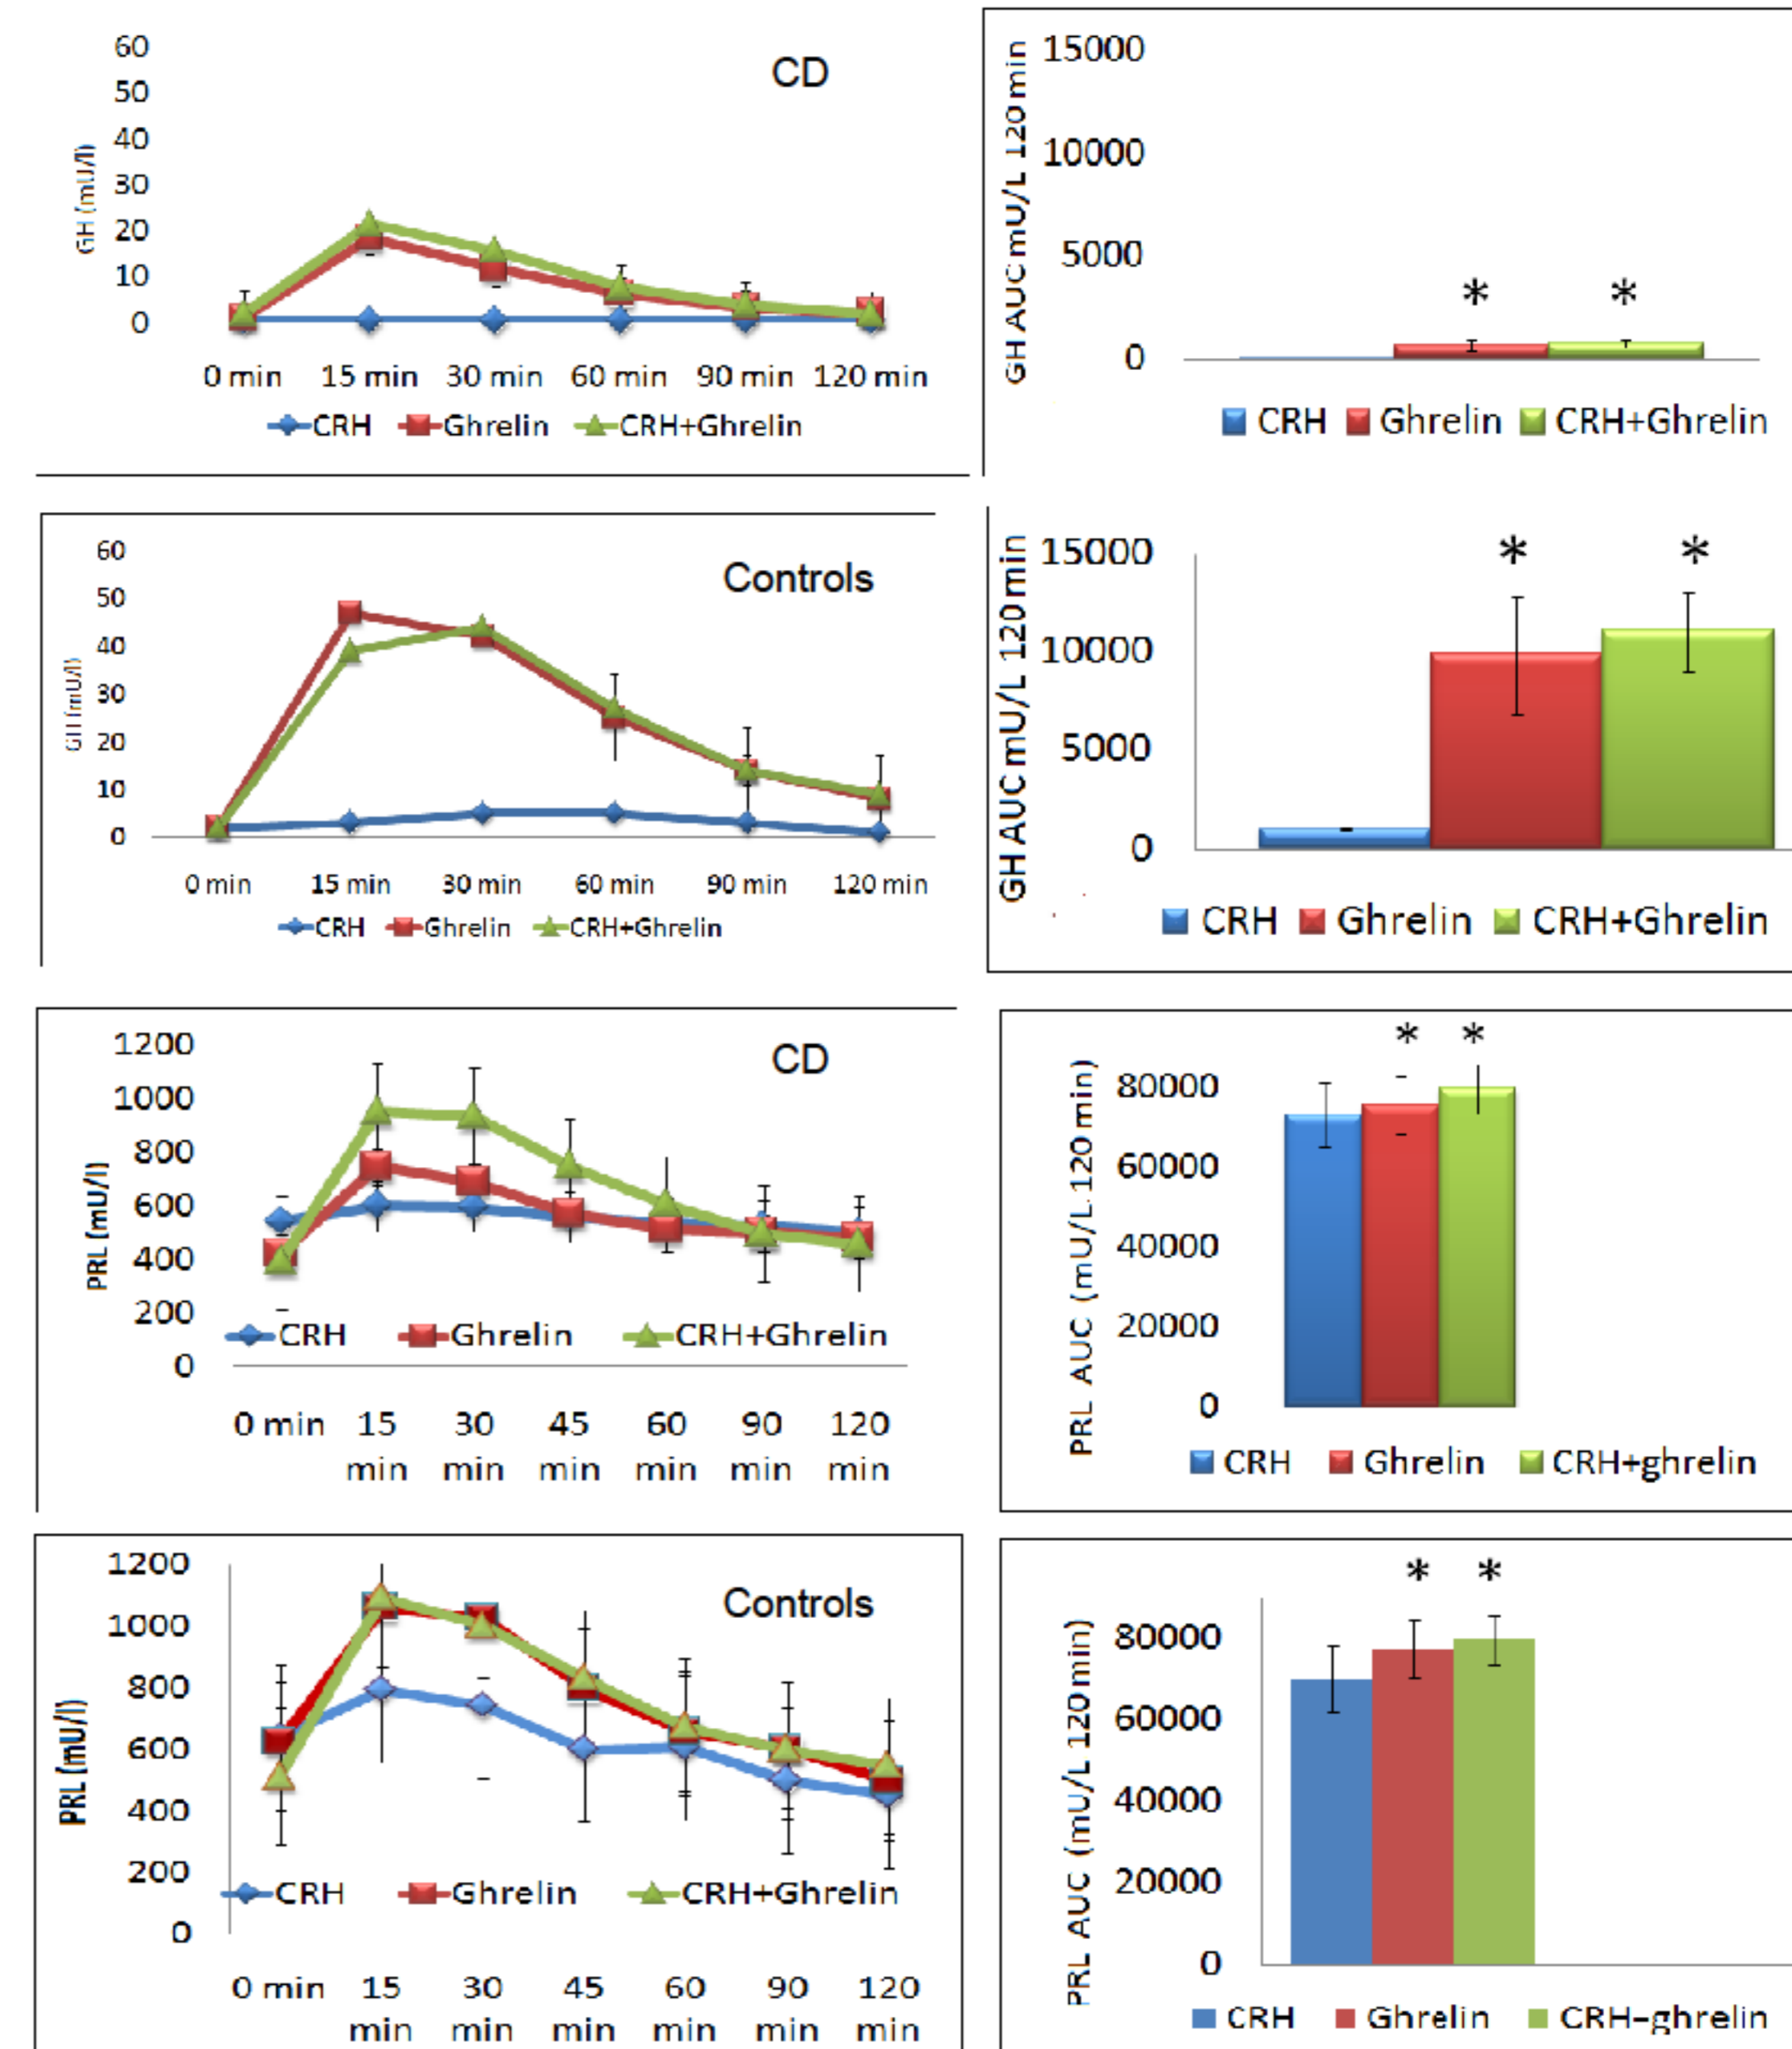 60
50
40
30
20
10
0
GH (mU/l)
CD
0 min 15 min 30 min 60 min 90 min 120 min
CRH Ghrelin CRH+Ghrelin
GH AUC mU/L 120 min
15000
10000
5000
0
* *
CRH Ghrelin CRH+Ghrelin
60
50
40
30
20
10
0
GH (mU/l)
Controls
0 min 15 min 30 min 60 min 90 min 120 min
CRH Ghrelin CRH+Ghrelin
GH AUC mU/L 120 min
15000
10000
5000
0
* *
CRH Ghrelin CRH+Ghrelin
1200
1000
800
600
400
200
0
PRL (mU/l)
CD
CRH Ghrelin CRH+Ghrelin
0 min 15 30 45 60 90 120
min min min min min min
PRL AUC (mU/L 120 min)
80000
60000
40000
20000
0
* *
CRH Ghrelin CRH+ghrelin
1200
1000
800
600
400
200
0
PRL (mU/l)
Controls
CRH Ghrelin CRH+Ghrelin
0 min 15 30 45 60 90 120
min min min min min min
PRL AUC (mU/L 120 min)
80000
60000
40000
20000
0
* *
CRH Ghrelin CRH–ghrelin